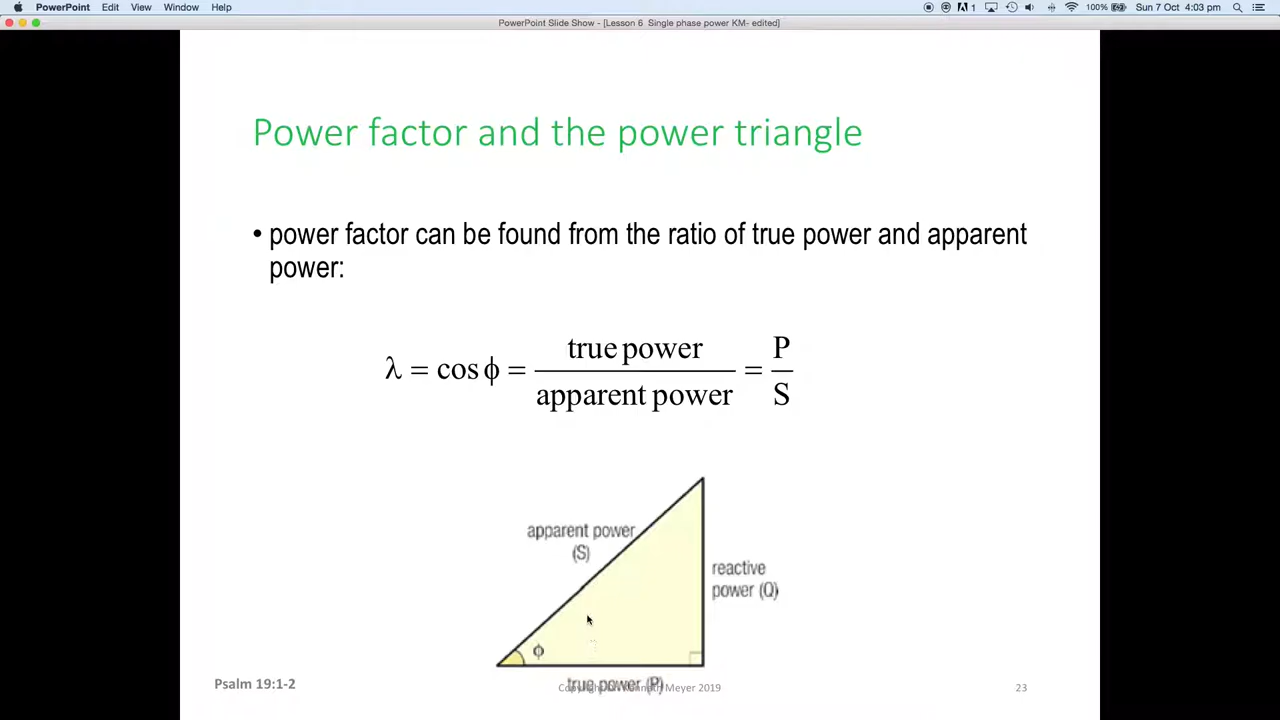 PowerPoint Edit View Window Help 1 100% Sun 7 Oct 4:03 pm
PowerPoint Slide Show - [Lesson 6 Single phase power KM- edited]
Power factor and the power triangle
• power factor can be found from the ratio of true power and apparent
power:
λ = cos ϕ = true power / apparent power = P / S
apparent power
(S)
reactive
power (Q)
ϕ
true power (P)
Psalm 19:1-2
Meyer 2019
23